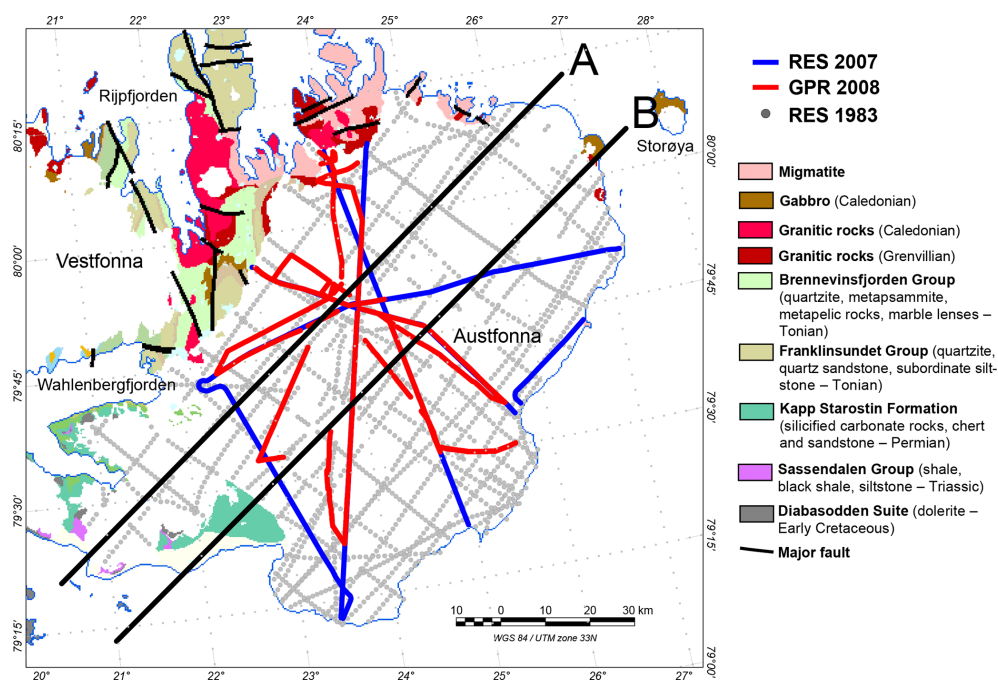 21°
22°
23°
24°
25°
26°
27°
28°
A
B
Rijpfjorden
Storøya
Vestfonna
Austfonna
Wahlenbergfjorden
80°15'
80°00'
79°45'
79°30'
79°15'
80°00'
79°45'
79°30'
79°15'
79°00'
10 0 10 20 30 km
WGS 84 / UTM zone 33N
20°
21°
22°
23°
24°
25°
26°
27°
RES 2007
GPR 2008
RES 1983
Migmatite
Gabbro (Caledonian)
Granitic rocks (Caledonian)
Granitic rocks (Grenvillian)
Brennevinsfjorden Group
(quartzite, metapsammite,
metapelic rocks, marble lenses –
Tonian)
Franklinsundet Group (quartzite,
quartz sandstone, subordinate silt-
stone – Tonian)
Kapp Starostin Formation
(silicified carbonate rocks, chert
and sandstone – Permian)
Sassendalen Group (shale,
black shale, siltstone – Triassic)
Diabasodden Suite (dolerite –
Early Cretaceous)
Major fault